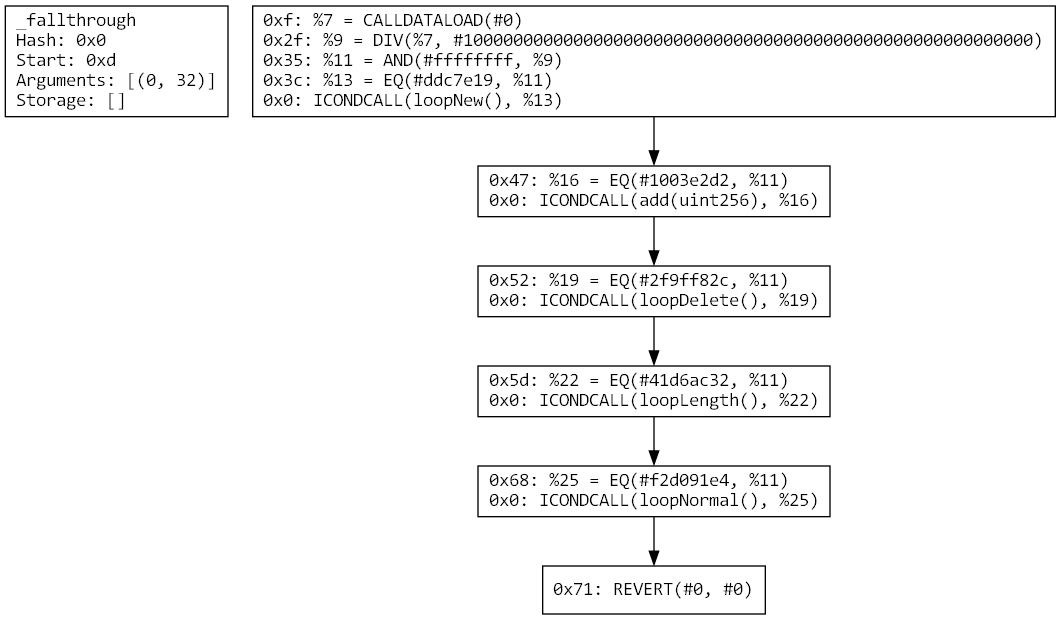 _fallthrough
Hash: 0x0
Start: 0xd
Arguments: [(0, 32)]
Storage: []
0xf: %7 = CALLDATALOAD(#0)
0x2f: %9 = DIV(%7, #100000000000000000000000000000000000000000000000000000000)
0x35: %11 = AND(#ffffffff, %9)
0x3c: %13 = EQ(#ddc7e19, %11)
0x0: ICONDCALL(loopNew(), %13)
0x47: %16 = EQ(#1003e2d2, %11)
0x0: ICONDCALL(add(uint256), %16)
0x52: %19 = EQ(#2f9ff82c, %11)
0x0: ICONDCALL(loopDelete(), %19)
0x5d: %22 = EQ(#41d6ac32, %11)
0x0: ICONDCALL(loopLength(), %22)
0x68: %25 = EQ(#f2d091e4, %11)
0x0: ICONDCALL(loopNormal(), %25)
0x71: REVERT(#0, #0)